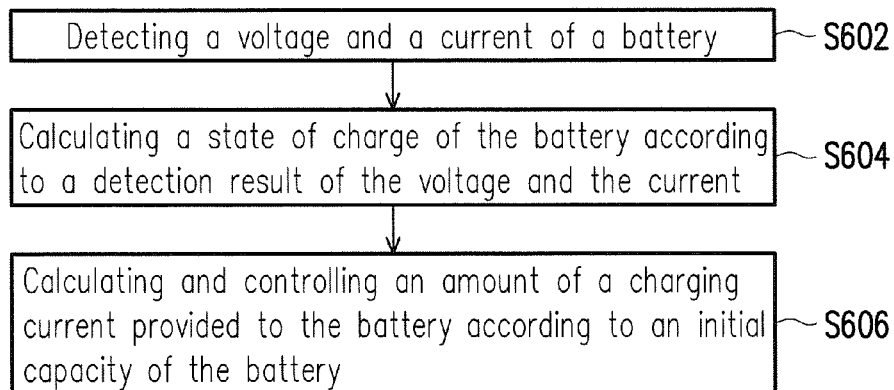 Detecting a voltage and a current of a battery
S602
Calculating a state of charge of the battery according
to a detection result of the voltage and the current
S604
Calculating and controlling an amount of a charging
current provided to the battery according to an initial
capacity of the battery
S606